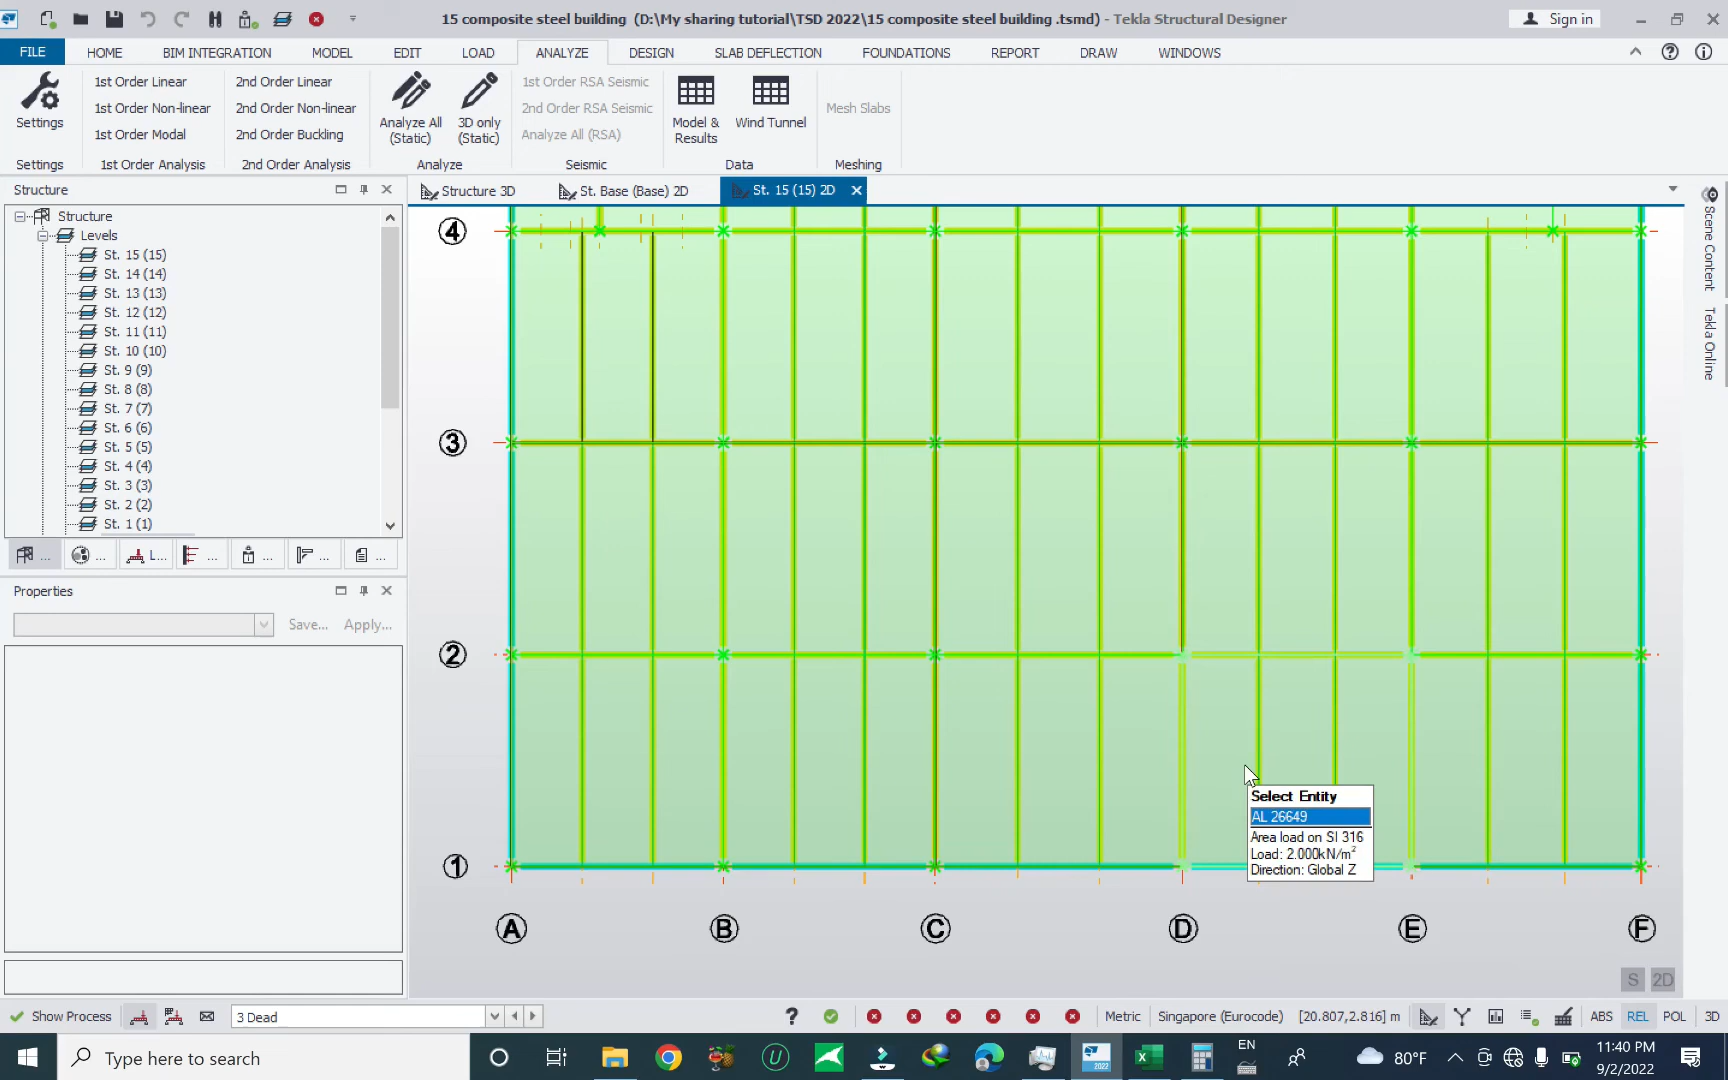 15 composite steel building (D:\My sharing tutorial\TSD 2022\15 composite steel building .tsmd) - Tekla Structural Designer
Sign in
FILE
HOME
BIM INTEGRATION
MODEL
EDIT
LOAD
ANALYZE
DESIGN
SLAB DEFLECTION
FOUNDATIONS
REPORT
DRAW
WINDOWS
Settings
Settings
1st Order Linear
1st Order Non-linear
1st Order Modal
1st Order Analysis
2nd Order Linear
2nd Order Non-linear
2nd Order Buckling
2nd Order Analysis
Analyze All
(Static)
3D only
(Static)
Analyze
1st Order RSA Seismic
2nd Order RSA Seismic
Analyze All (RSA)
Seismic
Model &
Results
Wind Tunnel
Data
Mesh Slabs
Meshing
Structure
Structure
Levels
St. 15 (15)
St. 14 (14)
St. 13 (13)
St. 12 (12)
St. 11 (11)
St. 10 (10)
St. 9 (9)
St. 8 (8)
St. 7 (7)
St. 6 (6)
St. 5 (5)
St. 4 (4)
St. 3 (3)
St. 2 (2)
St. 1 (1)
...
...
L...
...
...
...
...
Properties
Save...
Apply...
Structure 3D
St. Base (Base) 2D
St. 15 (15) 2D
4
3
2
1
A
B
C
D
E
F
Select Entity
AL 26649
Area load on SI 316
Load: 2.000kN/m²
Direction: Global Z
S
2D
Scene Content
Tekla Online
Show Process
3 Dead
Metric
Singapore (Eurocode)
[20.807,2.816] m
ABS
REL
POL
3D
Type here to search
2022
EN
80°F
11:40 PM
9/2/2022